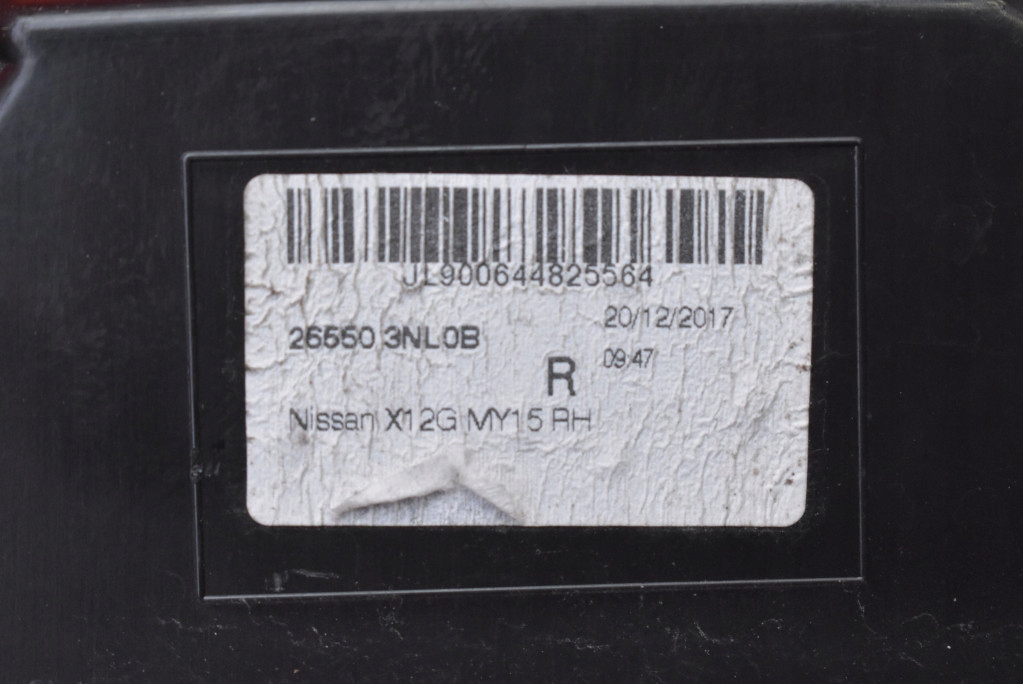 JL900644825564
20/12/2017
26550 3NL0B
09:47
R
Nissan X12G MY15 RH